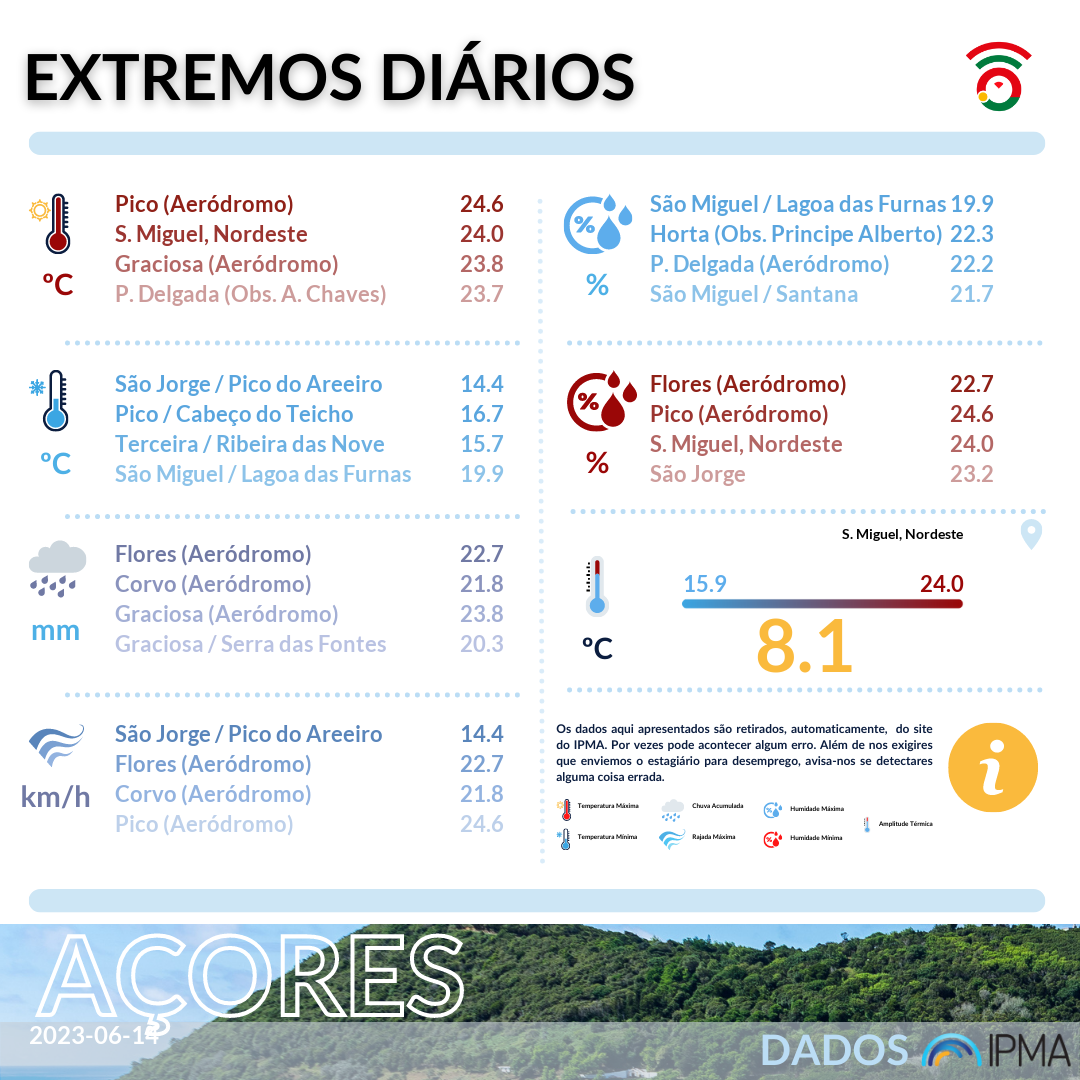 EXTREMOS DIÁRIOS
Pico (Aeródromo) 24.6
S. Miguel, Nordeste 24.0
Graciosa (Aeródromo) 23.8
P. Delgada (Obs. A. Chaves) 23.7
ºC
São Jorge / Pico do Areeiro 14.4
Pico / Cabeço do Teicho 16.7
Terceira / Ribeira das Nove 15.7
São Miguel / Lagoa das Furnas 19.9
ºC
Flores (Aeródromo) 22.7
Corvo (Aeródromo) 21.8
Graciosa (Aeródromo) 23.8
Graciosa / Serra das Fontes 20.3
mm
São Jorge / Pico do Areeiro 14.4
Flores (Aeródromo) 22.7
Corvo (Aeródromo) 21.8
Pico (Aeródromo) 24.6
km/h
%
São Miguel / Lagoa das Furnas 19.9
Horta (Obs. Principe Alberto) 22.3
P. Delgada (Aeródromo) 22.2
São Miguel / Santana 21.7
%
%
Flores (Aeródromo) 22.7
Pico (Aeródromo) 24.6
S. Miguel, Nordeste 24.0
São Jorge 23.2
%
S. Miguel, Nordeste
15.9 24.0
8.1
ºC
Os dados aqui apresentados são retirados, automaticamente, do site
do IPMA. Por vezes pode acontecer algum erro. Além de nos exigires
que enviemos o estagiário para desemprego, avisa-nos se detectares
alguma coisa errada.
i
Temperatura Máxima Chuva Acumulada Humidade Máxima
Amplitude Térmica
Temperatura Mínima Rajada Máxima Humidade Mínima
AÇORES
2023-06-14
DADOS IPMA